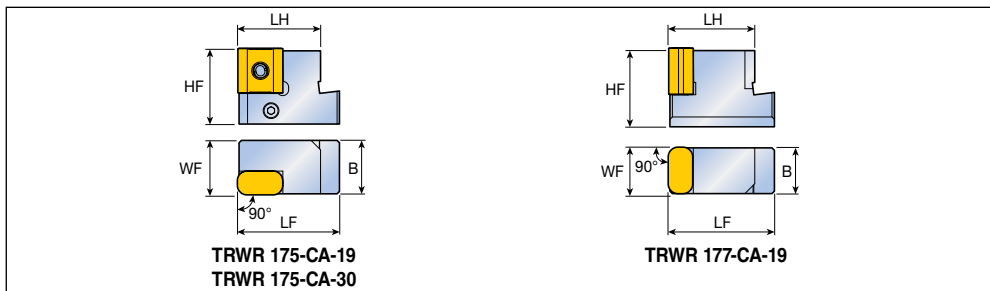 LH
HF
WF
B
90°
LF
TRWR 175-CA-19
TRWR 175-CA-30
LH
HF
WF
90°
B
LF
TRWR 177-CA-19